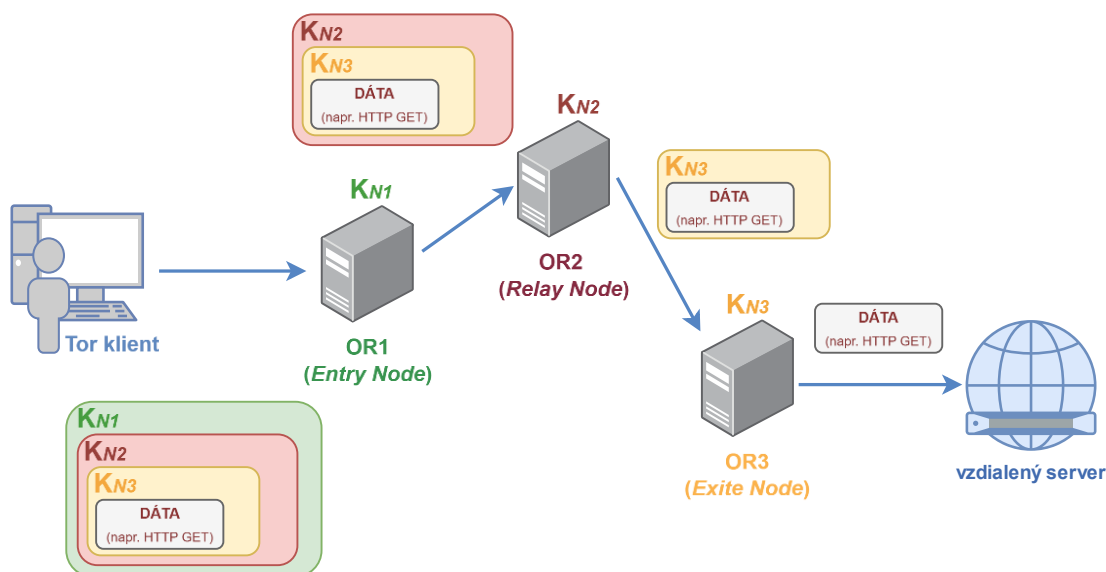 KN2
KN3
DÁTA
(napr. HTTP GET)
KN2
KN1
KN3
DÁTA
(napr. HTTP GET)
OR2
(Relay Node)
Tor klient
OR1
(Entry Node)
KN3
DÁTA
(napr. HTTP GET)
KN1
KN2
KN3
DÁTA
(napr. HTTP GET)
OR3
(Exite Node)
vzdialený server